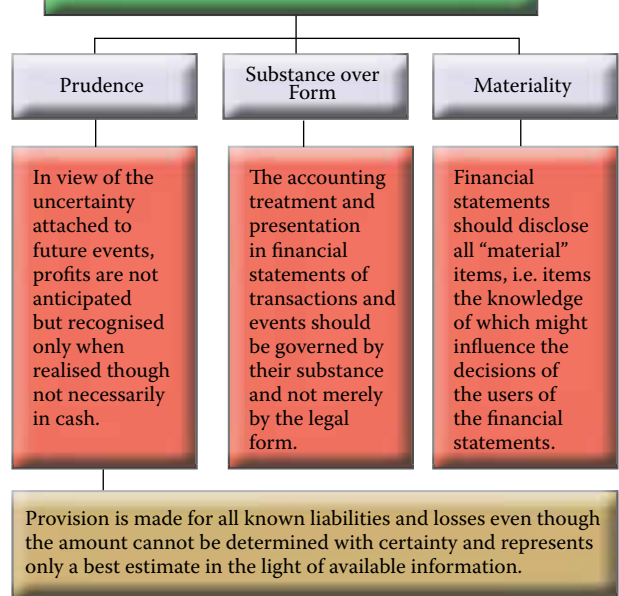 Prudence
Substance over
Form
Materiality
In view of the
uncertainty
attached to
future events,
profits are not
anticipated
but recognised
only when
realised though
not necessarily
in cash.
The accounting
treatment and
presentation
in financial
statements of
transactions and
events should
be governed by
their substance
and not merely
by the legal
form.
Financial
statements
should disclose
all “material”
items, i.e. items
the knowledge
of which might
influence the
decisions of
the users of
the financial
statements.
Provision is made for all known liabilities and losses even though
the amount cannot be determined with certainty and represents
only a best estimate in the light of available information.